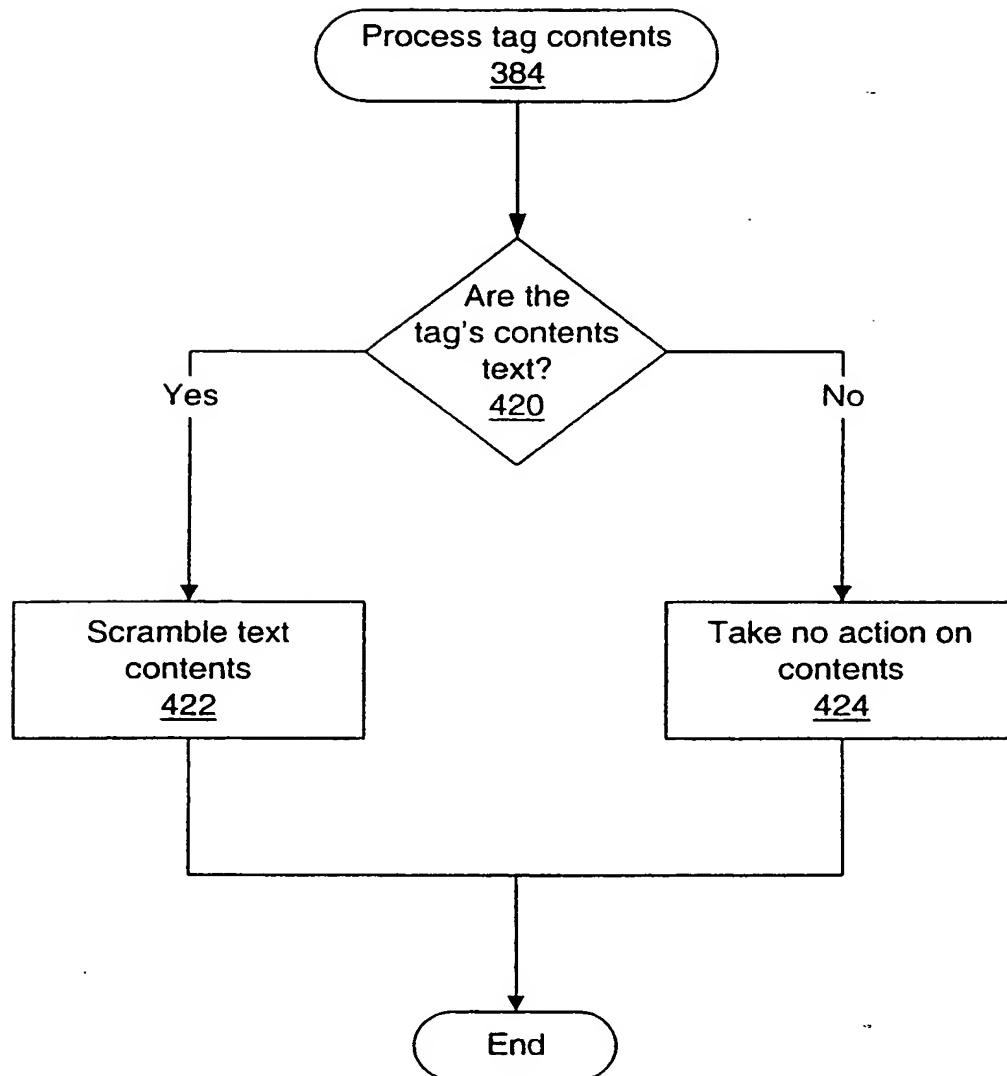 Process tag contents
384
Are the
tag's contents
text?
420
Yes
No
Scramble text
contents
422
Take no action on
contents
424
End